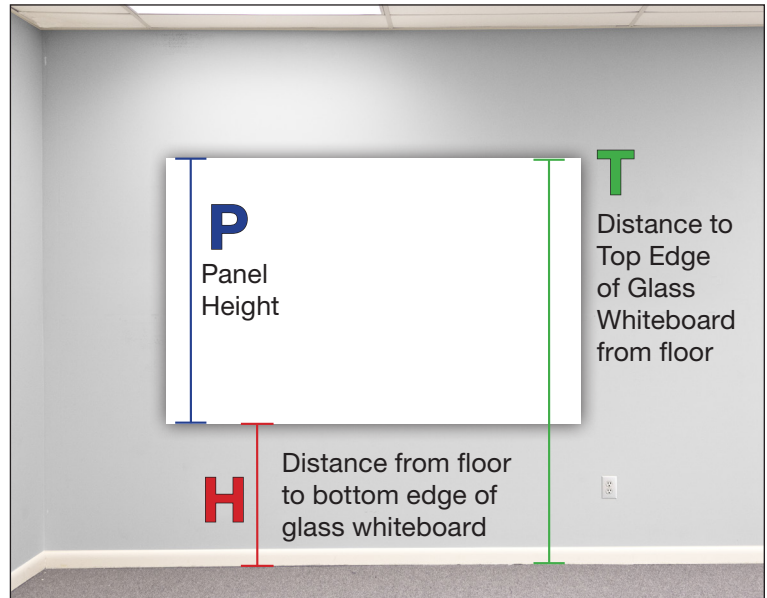 P
Panel
Height
T
Distance to
Top Edge
of Glass
Whiteboard
from floor
H
Distance from floor
to bottom edge of
glass whiteboard